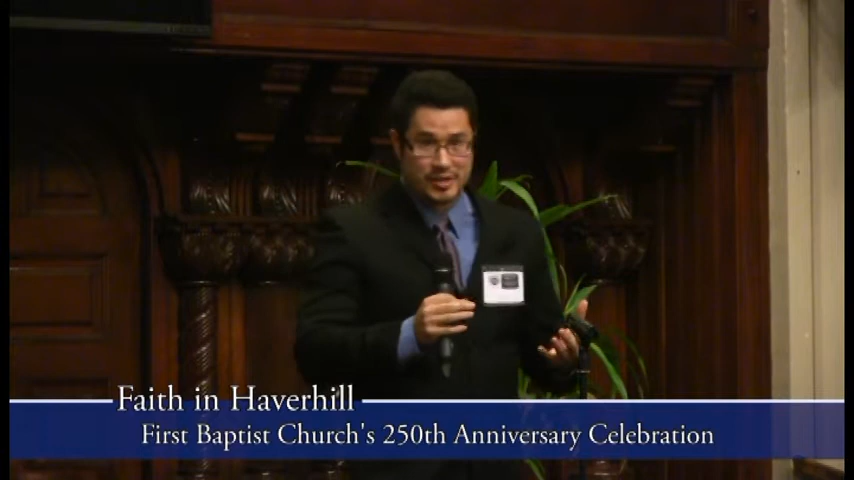 Faith in Haverhill
First Baptist Church's 250th Anniversary Celebration